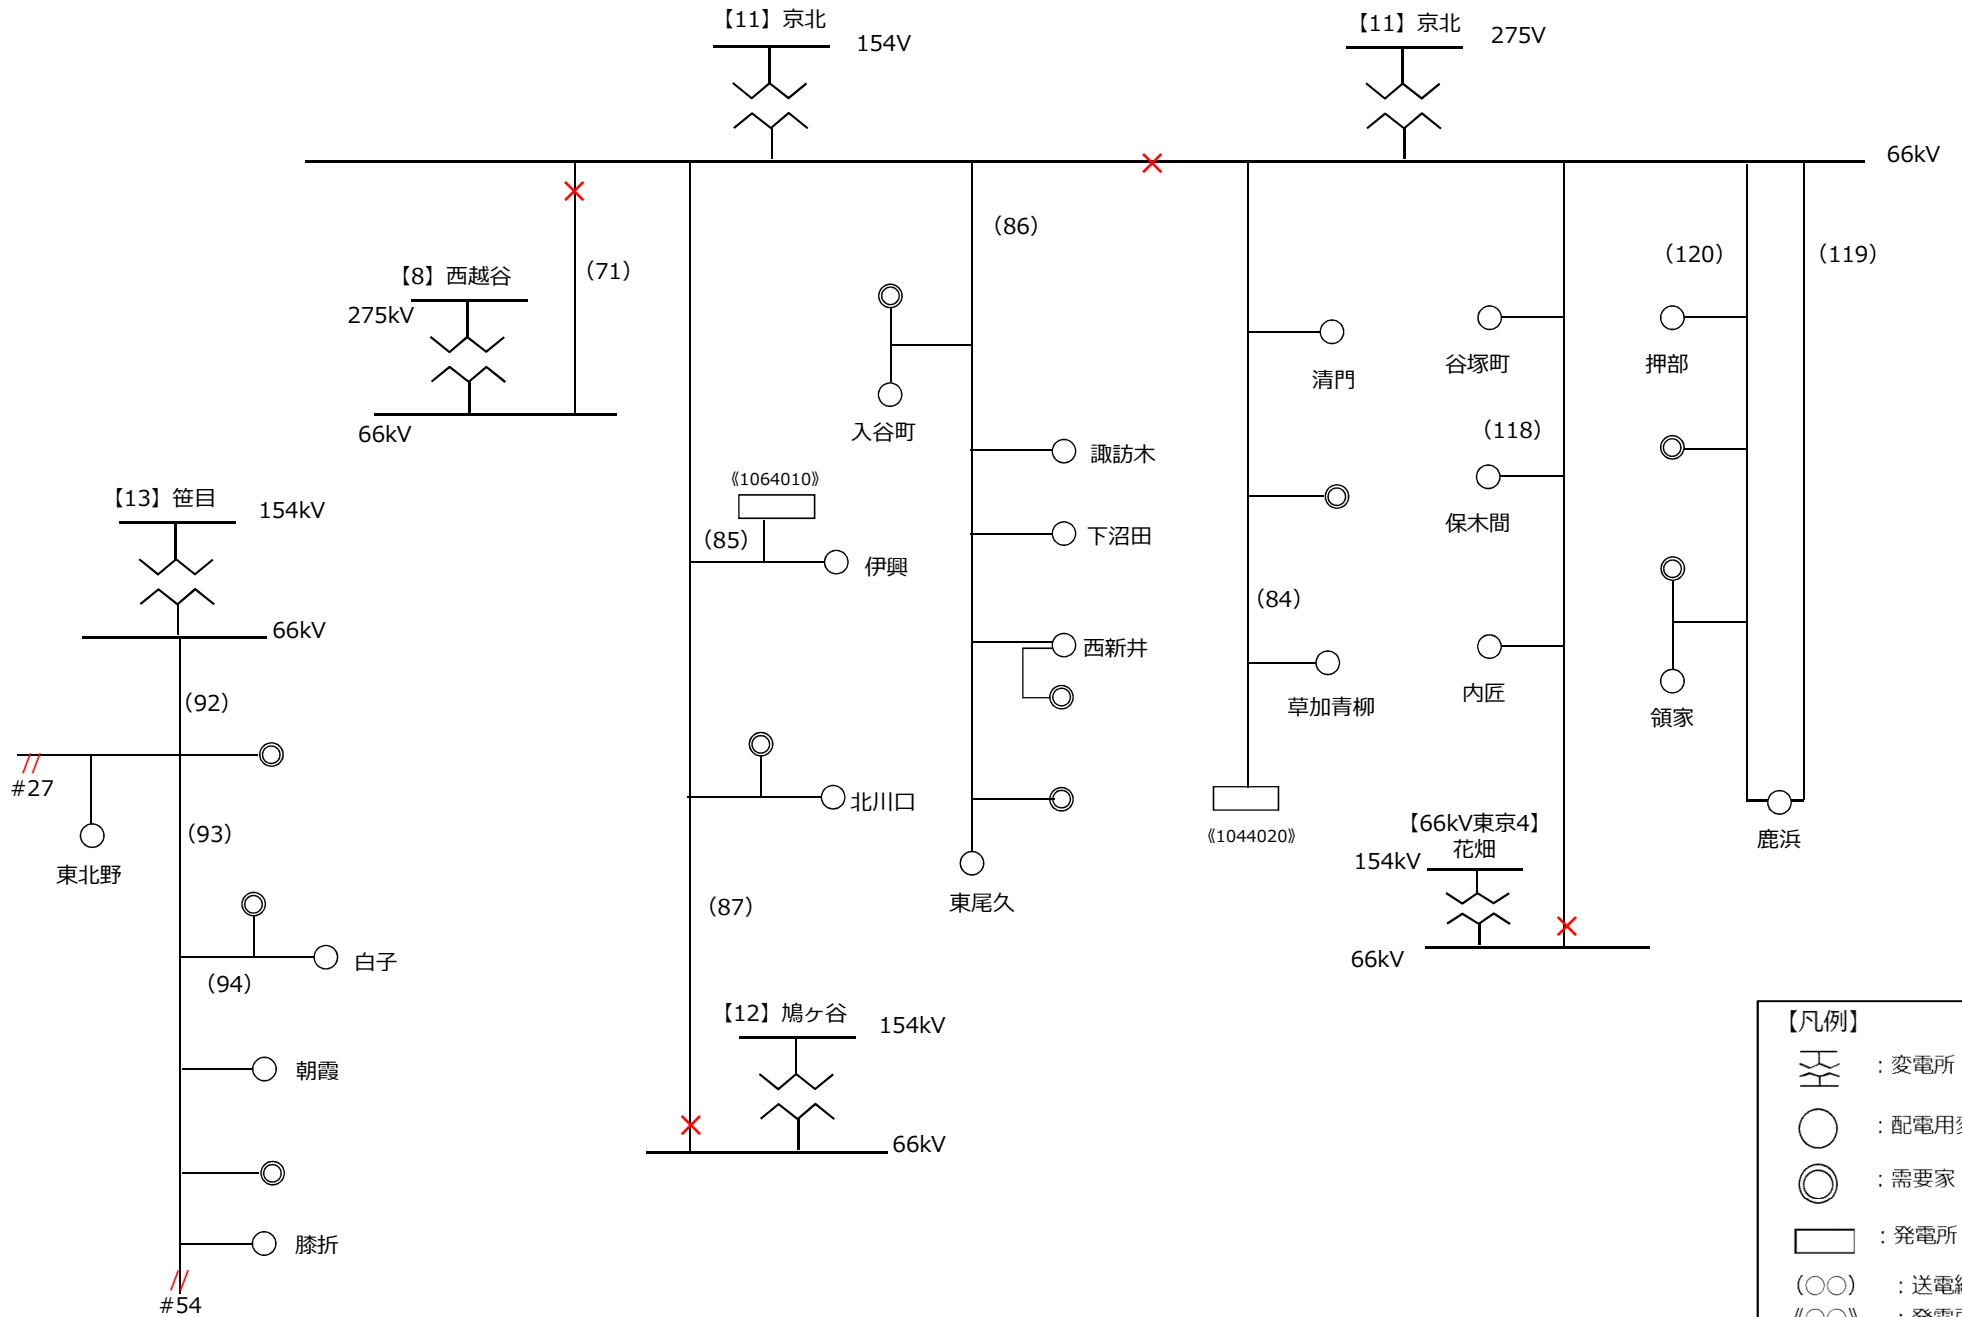 【11】京北
154V
【11】京北
275V
66kV
(86)
(120)
(119)
(71)
【8】西越谷
275kV
66kV
入谷町
諏訪木
清門
谷塚町
押部
(118)
保木間
《1064010》
(85)
伊興
下沼田
【13】笹目
154kV
66kV
(84)
西新井
草加青柳
内匠
領家
(92)
#27
東北野
(93)
北川口
《1044020》
【66kV東京4】
花畑
154kV
鹿浜
東尾久
(87)
66kV
白子
(94)
【12】鳩ヶ谷
154kV
66kV
朝霞
膝折
#54
【凡例】
：変電所
：配電用
：需要家
：発電所
(○○)
：送電